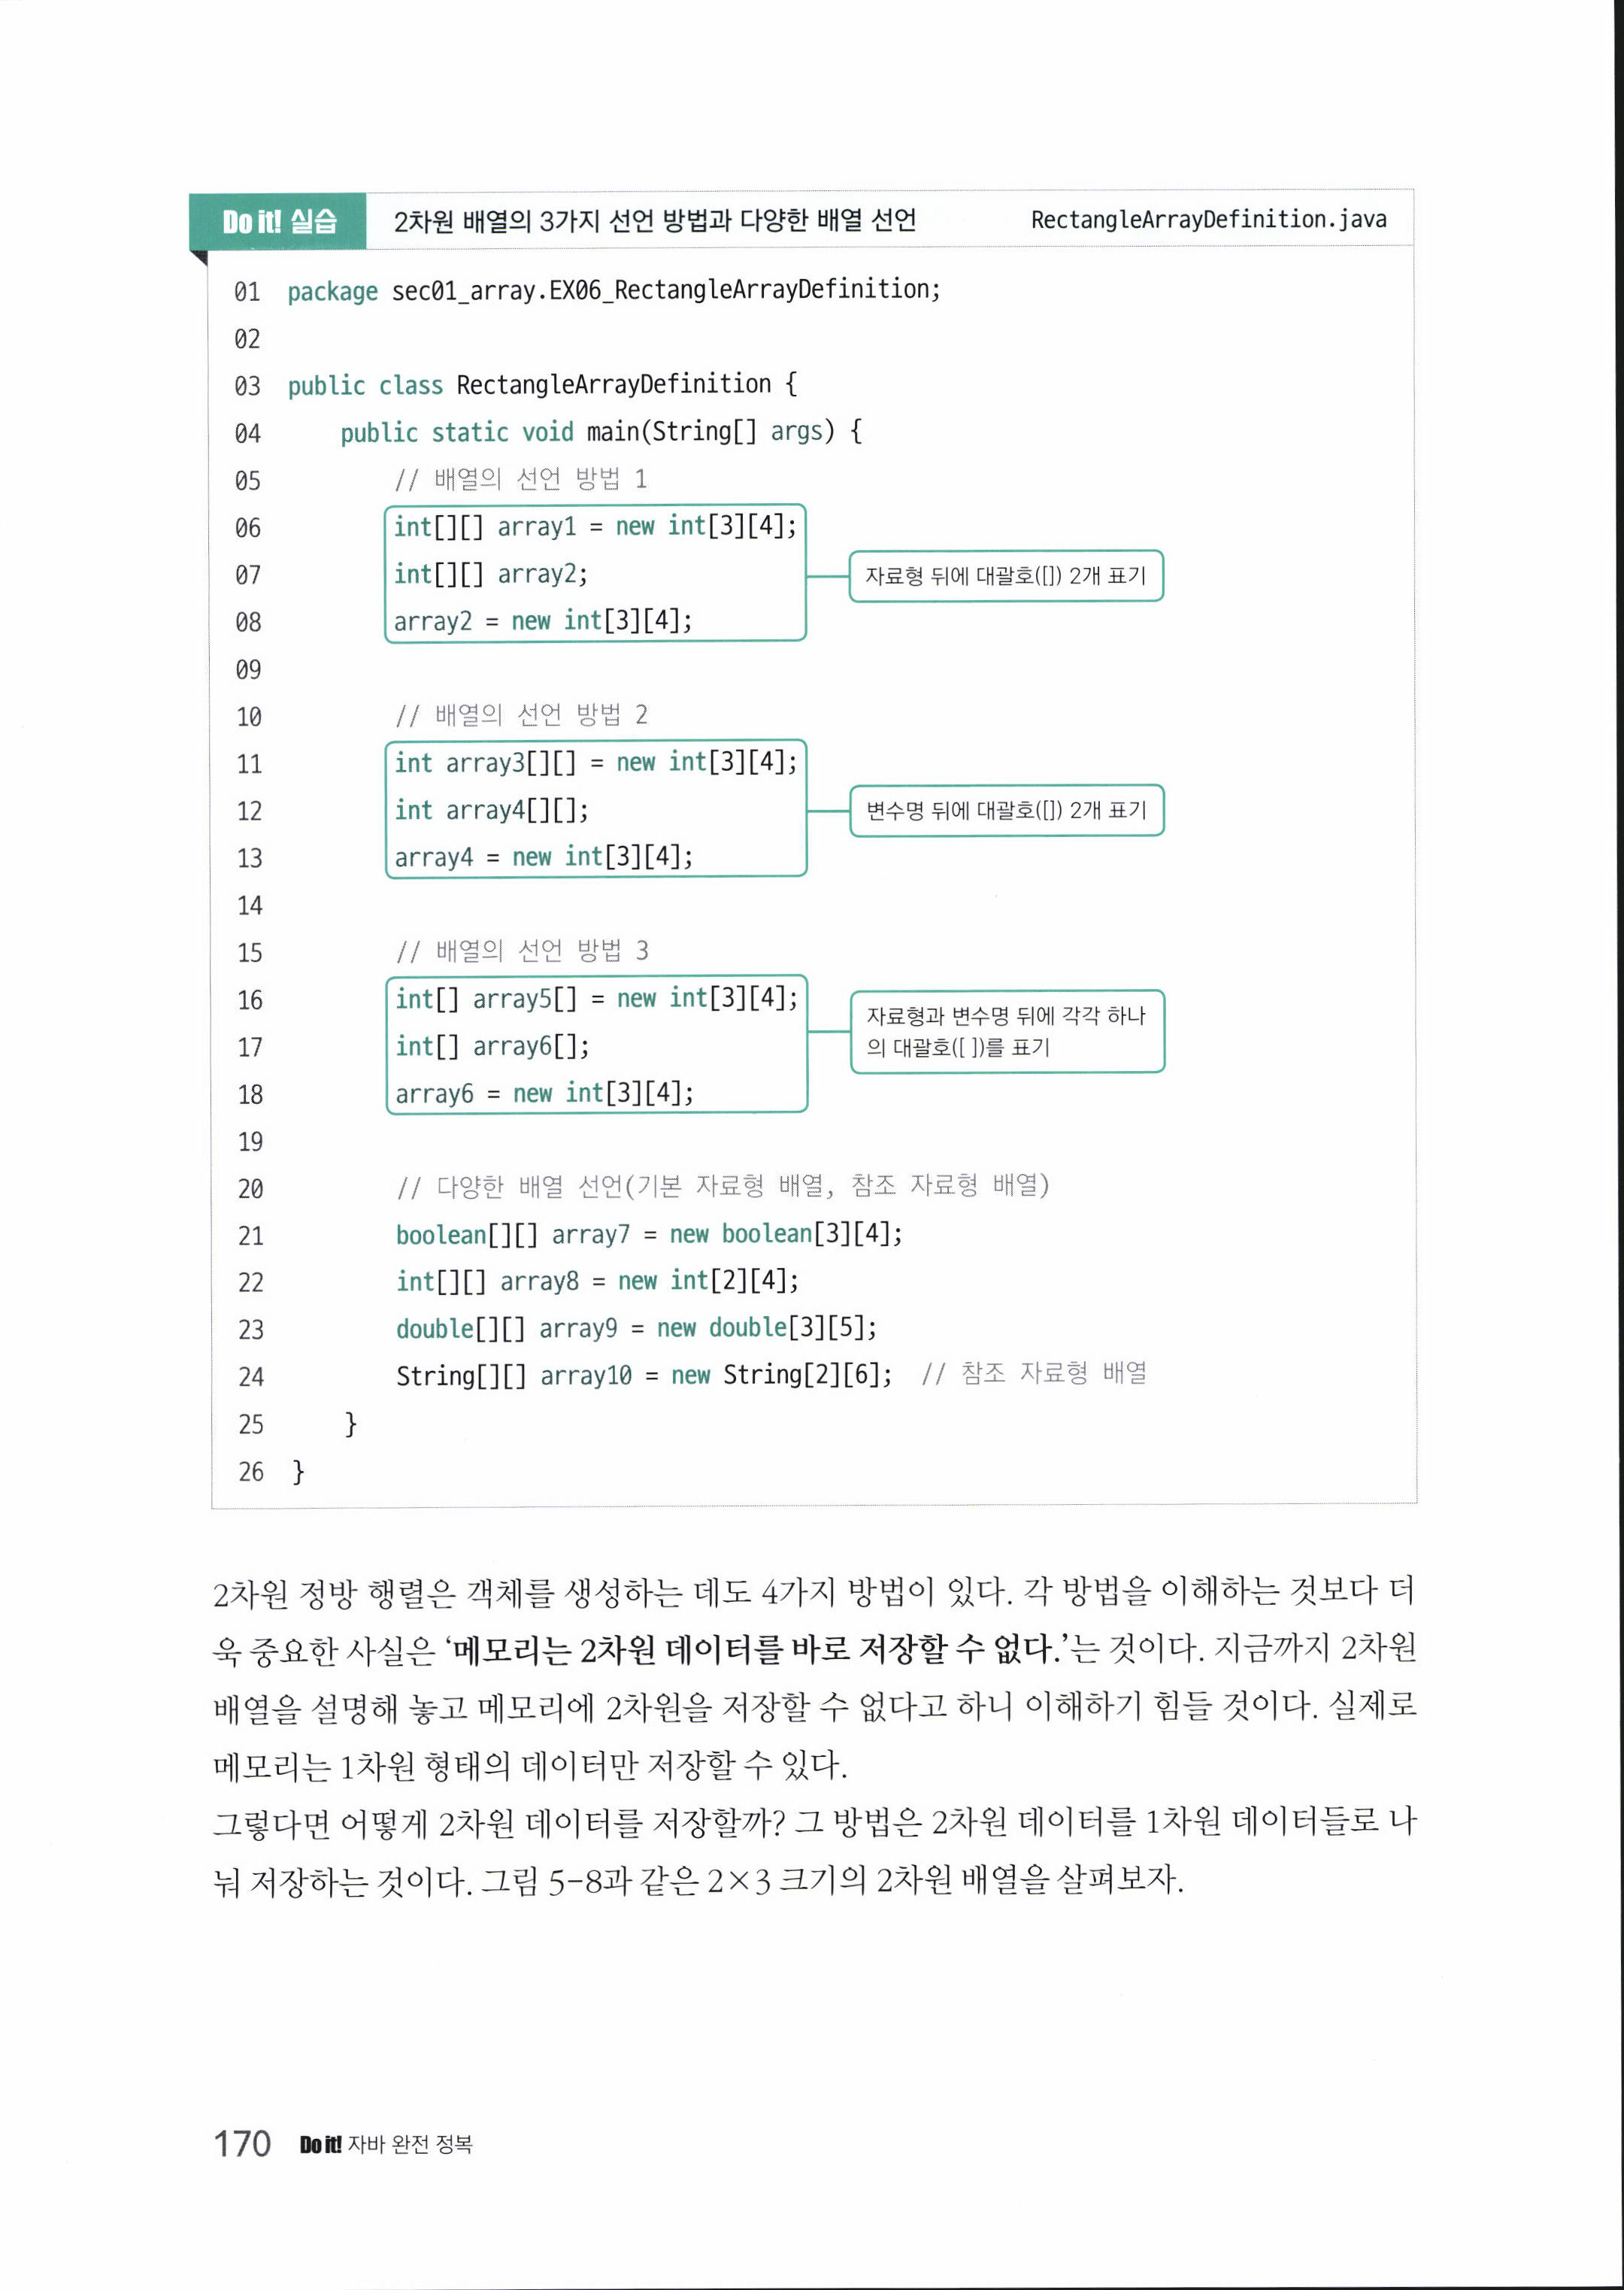 Do it! 실습 2차원 배열의 3가지 선언 방법과 다양한 배열 선언 RectangleArrayDefinition.java
01 package sec01_array.EX06_RectangleArrayDefinition;
02
03 public class RectangleArrayDefinition {
04 public static void main(String[] args) {
05 // 배열의 선언 방법 1
06 int[][] array1 = new int[3][4];
07 int[][] array2; 자료형 뒤에 대괄호([]) 2개 표기
08 array2 = new int[3][4];
09
10 // 배열의 선언 방법 2
11 int array3[][] = new int[3][4];
12 int array4[][]; 변수명 뒤에 대괄호([]) 2개 표기
13 array4 = new int[3][4];
14
15 // 배열의 선언 방법 3
16 int[] array5[] = new int[3][4];
자료형과 변수명 뒤에 각각 하나
의 대괄호([ ])를 표기
17 int[] array6[];
18 array6 = new int[3][4];
19
20 // 다양한 배열 선언(기본 자료형 배열, 참조 자료형 배열)
21 boolean[][] array7 = new boolean[3][4];
22 int[][] array8 = new int[2][4];
23 double[][] array9 = new double[3][5];
24 String[][] array10 = new String[2][6]; // 참조 자료형 배열
25 }
26 }
2차원 정방 행렬은 객체를 생성하는 데도 4가지 방법이 있다. 각 방법을 이해하는 것보다 더
욱 중요한 사실은 ‘메모리는 2차원 데이터를 바로 저장할 수 없다.’는 것이다. 지금까지 2차원
배열을 설명해 놓고 메모리에 2차원을 저장할 수 없다고 하니 이해하기 힘들 것이다. 실제로
메모리는 1차원 형태의 데이터만 저장할 수 있다.
그렇다면 어떻게 2차원 데이터를 저장할까? 그 방법은 2차원 데이터를 1차원 데이터들로 나
눠 저장하는 것이다. 그림 5-8과 같은 2×3 크기의 2차원 배열을 살펴보자.
170 Do it! 자바 완전 정복